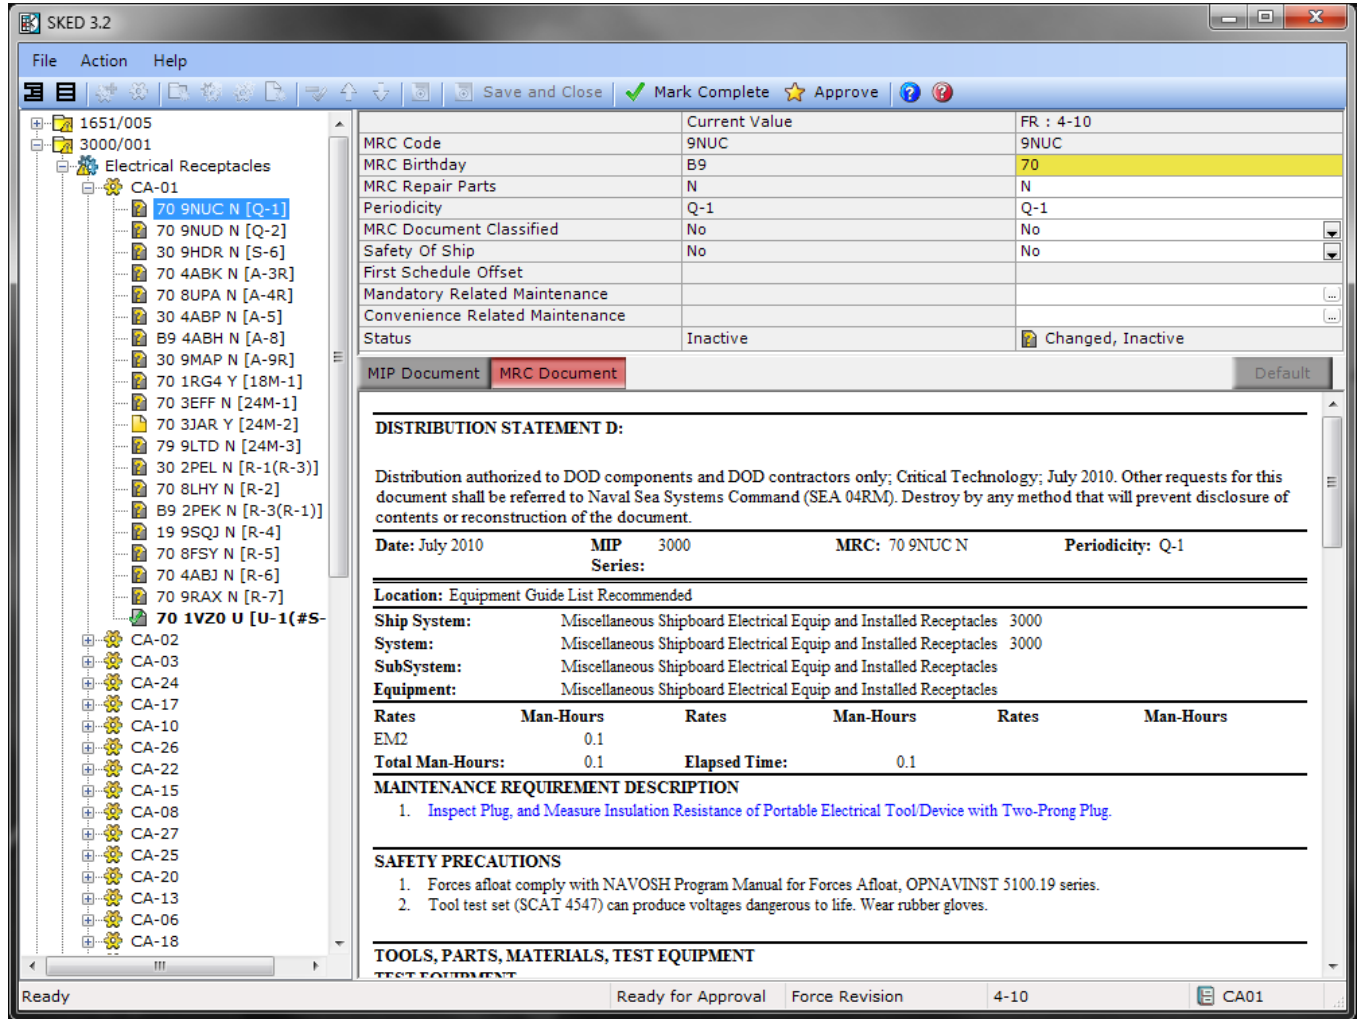 SKED 3.2
File Action Help
Save and Close Mark Complete Approve
1651/005
3000/001
Electrical Receptacles
CA-01
70 9NUC N [Q-1]
70 9NUD N [Q-2]
30 9HDR N [S-6]
70 4ABK N [A-3R]
70 8UPA N [A-4R]
30 4ABP N [A-5]
B9 4ABH N [A-8]
30 9MAP N [A-9R]
70 1RG4 Y [18M-1]
70 3EFF N [24M-1]
70 3JAR Y [24M-2]
79 9LTD N [24M-3]
30 2PEL N [R-1(R-3)]
70 8LHY N [R-2]
B9 2PEK N [R-3(R-1)]
19 9SQJ N [R-4]
70 8FSY N [R-5]
70 4ABJ N [R-6]
70 9RAX N [R-7]
70 1VZ0 U [U-1(#S-
CA-02
CA-03
CA-24
CA-17
CA-10
CA-26
CA-22
CA-15
CA-08
CA-27
CA-25
CA-20
CA-13
CA-06
CA-18
Current Value FR : 4-10
MRC Code 9NUC 9NUC
MRC Birthday B9 70
MRC Repair Parts N N
Periodicity Q-1 Q-1
MRC Document Classified No No
Safety Of Ship No No
First Schedule Offset
Mandatory Related Maintenance
Convenience Related Maintenance
Status Inactive Changed, Inactive
MIP Document MRC Document Default
DISTRIBUTION STATEMENT D:
Distribution authorized to DOD components and DOD contractors only; Critical Technology; July 2010. Other requests for this
document shall be referred to Naval Sea Systems Command (SEA 04RM). Destroy by any method that will prevent disclosure of
contents or reconstruction of the document.
Date: July 2010 MIP 3000 MRC: 70 9NUC N Periodicity: Q-1
Series:
Location: Equipment Guide List Recommended
Ship System: Miscellaneous Shipboard Electrical Equip and Installed Receptacles 3000
System: Miscellaneous Shipboard Electrical Equip and Installed Receptacles 3000
SubSystem: Miscellaneous Shipboard Electrical Equip and Installed Receptacles
Equipment: Miscellaneous Shipboard Electrical Equip and Installed Receptacles
Rates Man-Hours Rates Man-Hours Rates Man-Hours
EM2 0.1
Total Man-Hours: 0.1 Elapsed Time: 0.1
MAINTENANCE REQUIREMENT DESCRIPTION
1. Inspect Plug, and Measure Insulation Resistance of Portable Electrical Tool/Device with Two-Prong Plug.
SAFETY PRECAUTIONS
1. Forces afloat comply with NAVOSH Program Manual for Forces Afloat, OPNAVINST 5100.19 series.
2. Tool test set (SCAT 4547) can produce voltages dangerous to life. Wear rubber gloves.
TOOLS, PARTS, MATERIALS, TEST EQUIPMENT
TEST EQUIPMENT
Ready Ready for Approval Force Revision 4-10 CA01